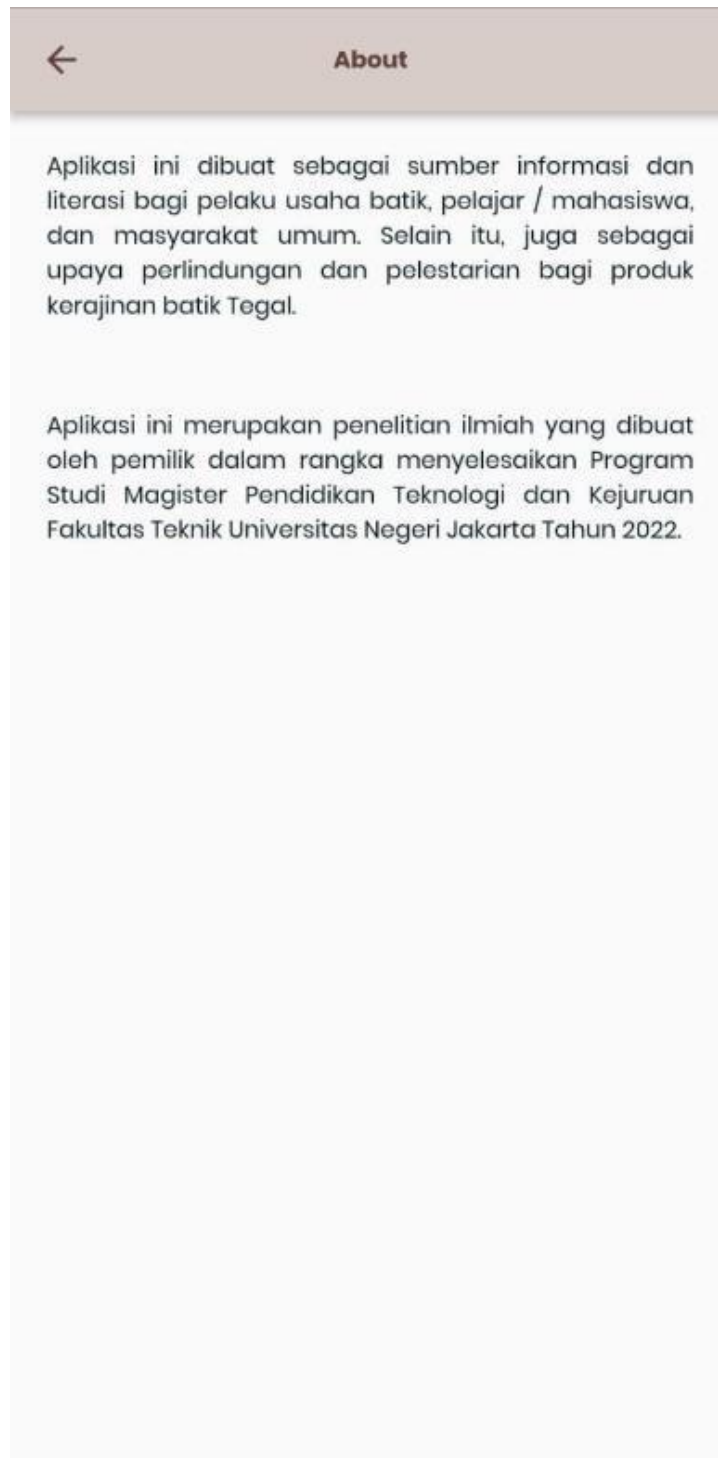 About
Aplikasi ini dibuat sebagai sumber informasi dan
literasi bagi pelaku usaha batik, pelajar / mahasiswa,
dan masyarakat umum. Selain itu, juga sebagai
upaya perlindungan dan pelestarian bagi produk
kerajinan batik Tegal.
Aplikasi ini merupakan penelitian ilmiah yang dibuat
oleh pemilik dalam rangka menyelesaikan Program
Studi Magister Pendidikan Teknologi dan Kejuruan
Fakultas Teknik Universitas Negeri Jakarta Tahun 2022.